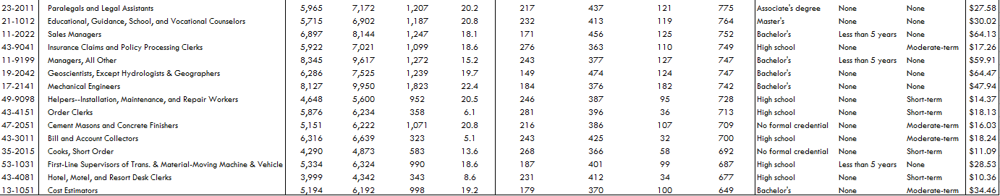 23-2011 Paralegals and Legal Assistants 5,965 7,172 1,207 20.2 217 437 121 775 Associate's degree None None $27.58
21-1012 Educational, Guidance, School, and Vocational Counselors 5,715 6,902 1,187 20.8 232 413 119 764 Master's None None $30.02
11-2022 Sales Managers 6,897 8,144 1,247 18.1 171 456 125 752 Bachelor's Less than 5 years None $64.13
43-9041 Insurance Claims and Policy Processing Clerks 5,922 7,021 1,099 18.6 276 363 110 749 High school None Moderate-term $17.26
11-9199 Managers, All Other 8,345 9,617 1,272 15.2 243 377 127 747 Bachelor's Less than 5 years None $59.91
19-2042 Geoscientists, Except Hydrologists & Geographers 6,286 7,525 1,239 19.7 149 474 124 747 Bachelor's None None $64.47
17-2141 Mechanical Engineers 8,127 9,950 1,823 22.4 184 376 182 742 Bachelor's None None $47.94
49-9098 Helpers--Installation, Maintenance, and Repair Workers 4,648 5,600 952 20.5 246 387 95 728 High school None Short-term $14.37
43-4151 Order Clerks 5,876 6,234 358 6.1 281 396 36 713 High school None Short-term $18.13
47-2051 Cement Masons and Concrete Finishers 5,151 6,222 1,071 20.8 216 386 107 709 No formal credential None Moderate-term $16.03
43-3011 Bill and Account Collectors 6,316 6,639 323 5.1 243 425 32 700 High school None Moderate-term $18.24
35-2015 Cooks, Short Order 4,290 4,873 583 13.6 268 366 58 692 No formal credential None Short-term $11.09
53-1031 First-Line Supervisors of Trans. & Material-Moving Machine & Vehicle 5,334 6,324 990 18.6 187 401 99 687 High school Less than 5 years None $28.53
43-4081 Hotel, Motel, and Resort Desk Clerks 3,999 4,342 343 8.6 231 412 34 677 High school None Short-term $10.36
13-1051 Cost Estimators 5,194 6,192 998 19.2 179 370 100 649 Bachelor's None Moderate-term $34.46